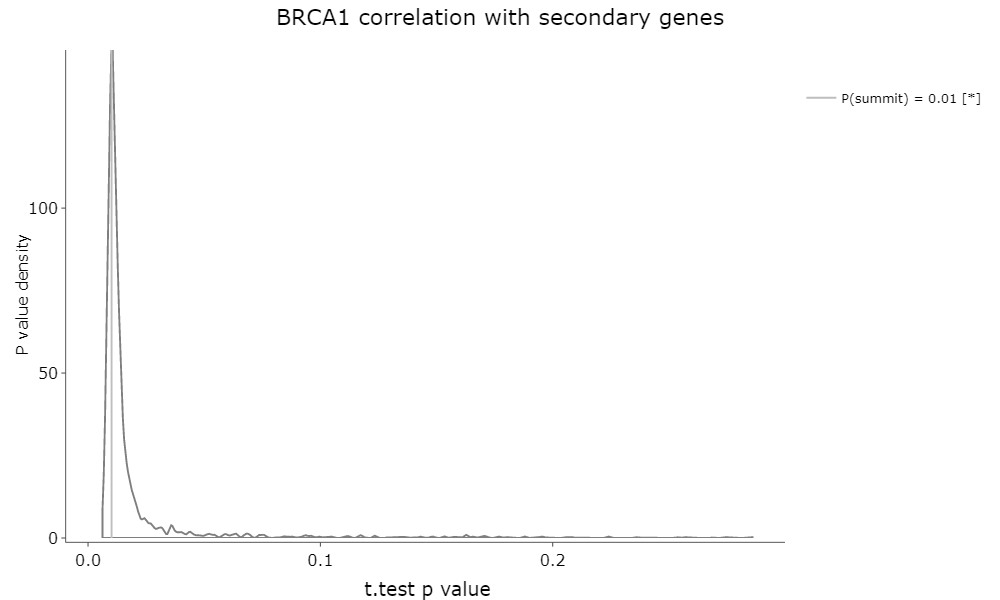 BRCA1 correlation with secondary genes
P(summit) = 0.01 [*]
P value density
100
50
0
0.0
0.1
0.2
t.test p value